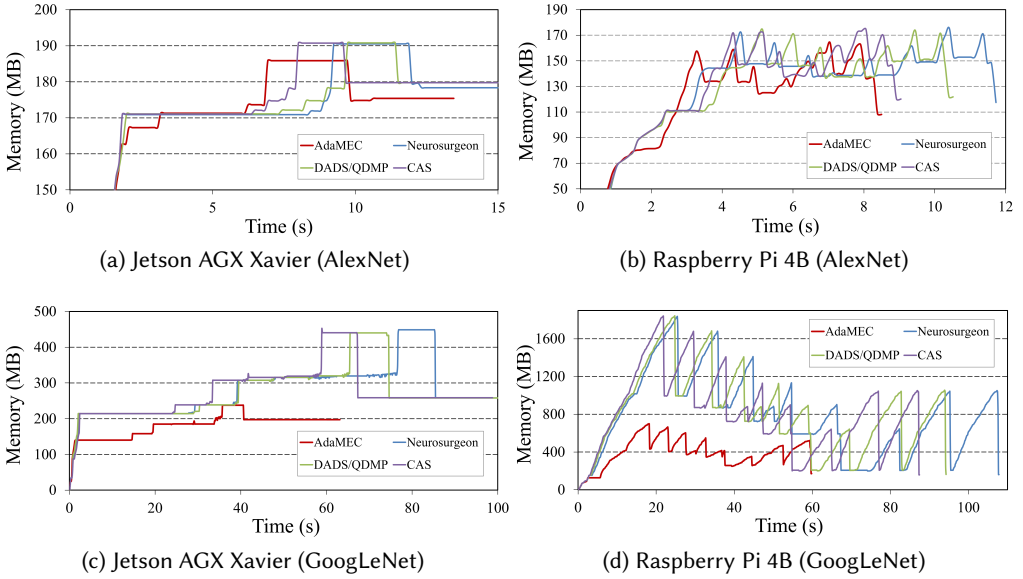 Memory (MB)
200
190
180
170
160
150
0
5
10
15
Time (s)
AdaMEC
Neurosurgeon
DADS/QDMP
CAS
(a) Jetson AGX Xavier (AlexNet)
Memory (MB)
190
170
150
130
110
90
70
50
0
2
4
6
8
10
12
Time (s)
AdaMEC
Neurosurgeon
DADS/QDMP
CAS
(b) Raspberry Pi 4B (AlexNet)
Memory (MB)
500
400
300
200
100
0
0
20
40
60
80
100
Time (s)
AdaMEC
Neurosurgeon
DADS/QDMP
CAS
(c) Jetson AGX Xavier (GoogLeNet)
Memory (MB)
1600
1200
800
400
0
0
20
40
60
80
100
Time (s)
AdaMEC
Neurosurgeon
DADS/QDMP
CAS
(d) Raspberry Pi 4B (GoogLeNet)